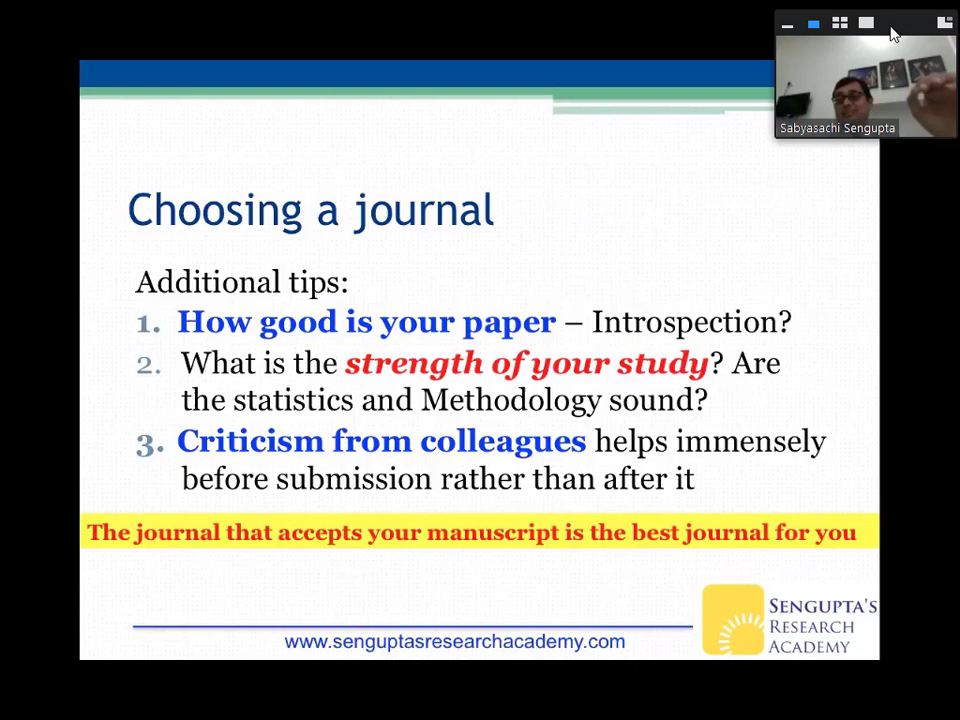 Sabyasachi Sengupta
Choosing a journal
Additional tips:
1. How good is your paper – Introspection?
2. What is the strength of your study? Are
the statistics and Methodology sound?
3. Criticism from colleagues helps immensely
before submission rather than after it
The journal that accepts your manuscript is the best journal for you
SENGUPTA'S
RESEARCH
ACADEMY
www.senguptasresearchacademy.com